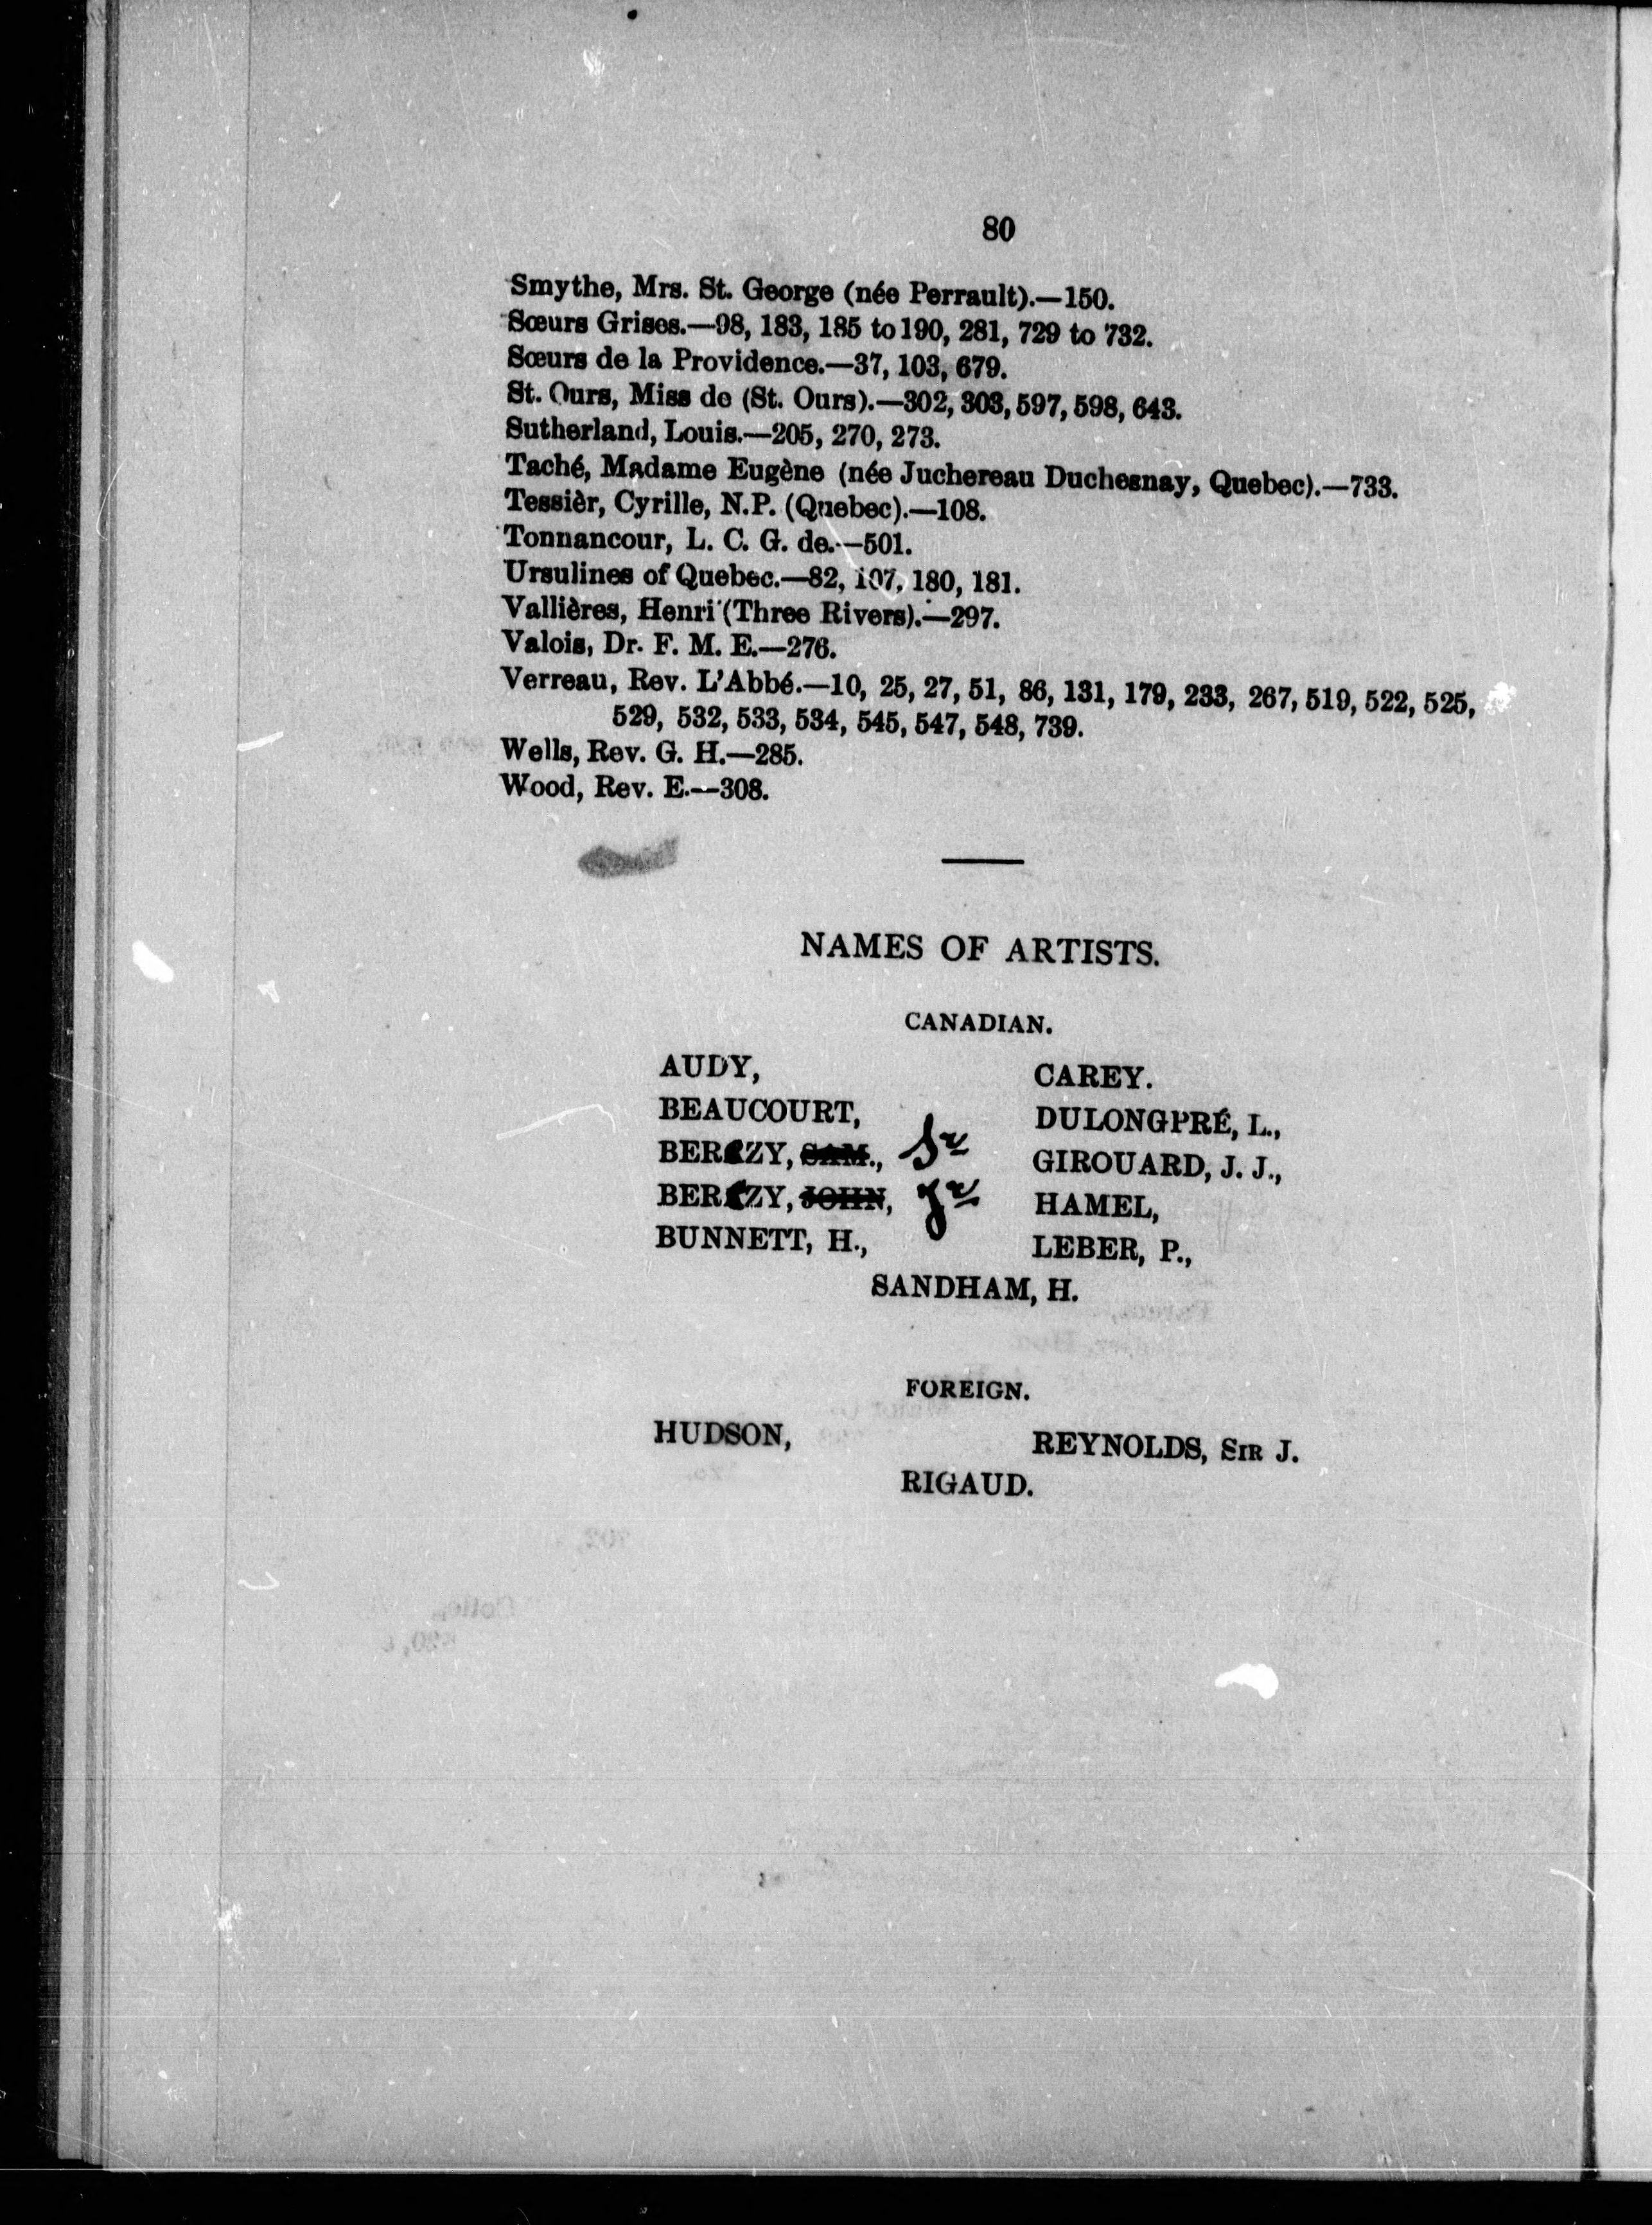 80
Smythe, Mrs. St. George (née Perrault).—150.
Sœurs Grises.—98, 183, 185 to 190, 281, 729 to 732.
Sœurs de la Providence.—37, 103, 679.
St. Ours, Miss de (St. Ours).—302, 303, 597, 598, 643.
Sutherland, Louis.—205, 270, 273.
Taché, Madame Eugène (née Juchereau Duchesnay, Quebec).—733.
Tessièr, Cyrille, N.P. (Quebec).—108.
Tonnancour, L. C. G. de.—501.
Ursulines of Quebec.—82, 107, 180, 181.
Vallières, Henri (Three Rivers).—297.
Valois, Dr. F. M. E.—276.
Verreau, Rev. L'Abbé.—10, 25, 27, 51, 86, 131, 179, 233, 267, 519, 522, 525,
529, 532, 533, 534, 545, 547, 548, 739.
Wells, Rev. G. H.—285.
Wood, Rev. E.—308.
NAMES OF ARTISTS.
CANADIAN.
AUDY, CAREY.
BEAUCOURT, DULONGPRÉ, L.,
BERCZY, SAM., Sr GIROUARD, J. J.,
BERCZY, JOHN, Jr HAMEL,
BUNNETT, H., LEBER, P.,
SANDHAM, H.
FOREIGN.
HUDSON, REYNOLDS, SIR J.
RIGAUD.